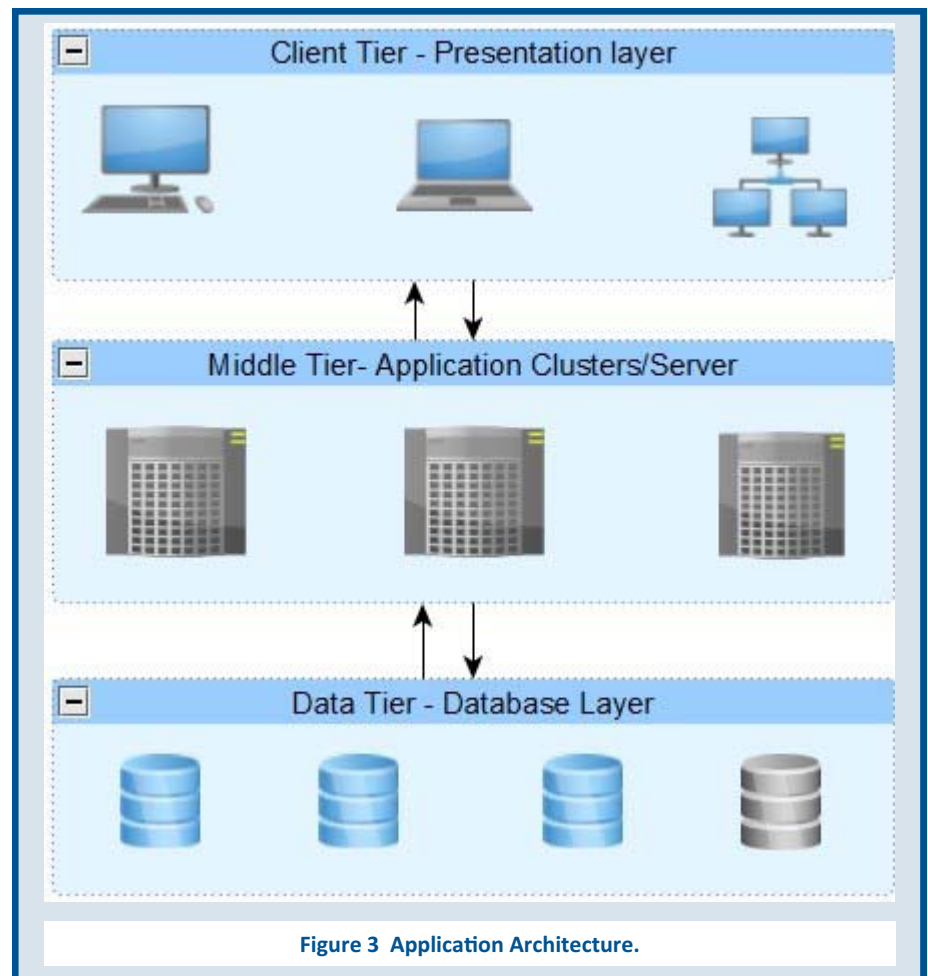 Client Tier - Presentation layer
Middle Tier- Application Clusters/Server
Data Tier - Database Layer
Figure 3 Application Architecture.